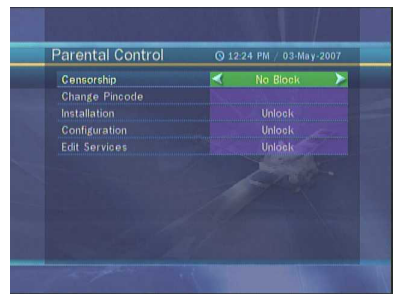 Parental Control 12:24 PM / 03-May-2007
Censorship No Block
Change Pincode
Installation Unlock
Configuration Unlock
Edit Services Unlock